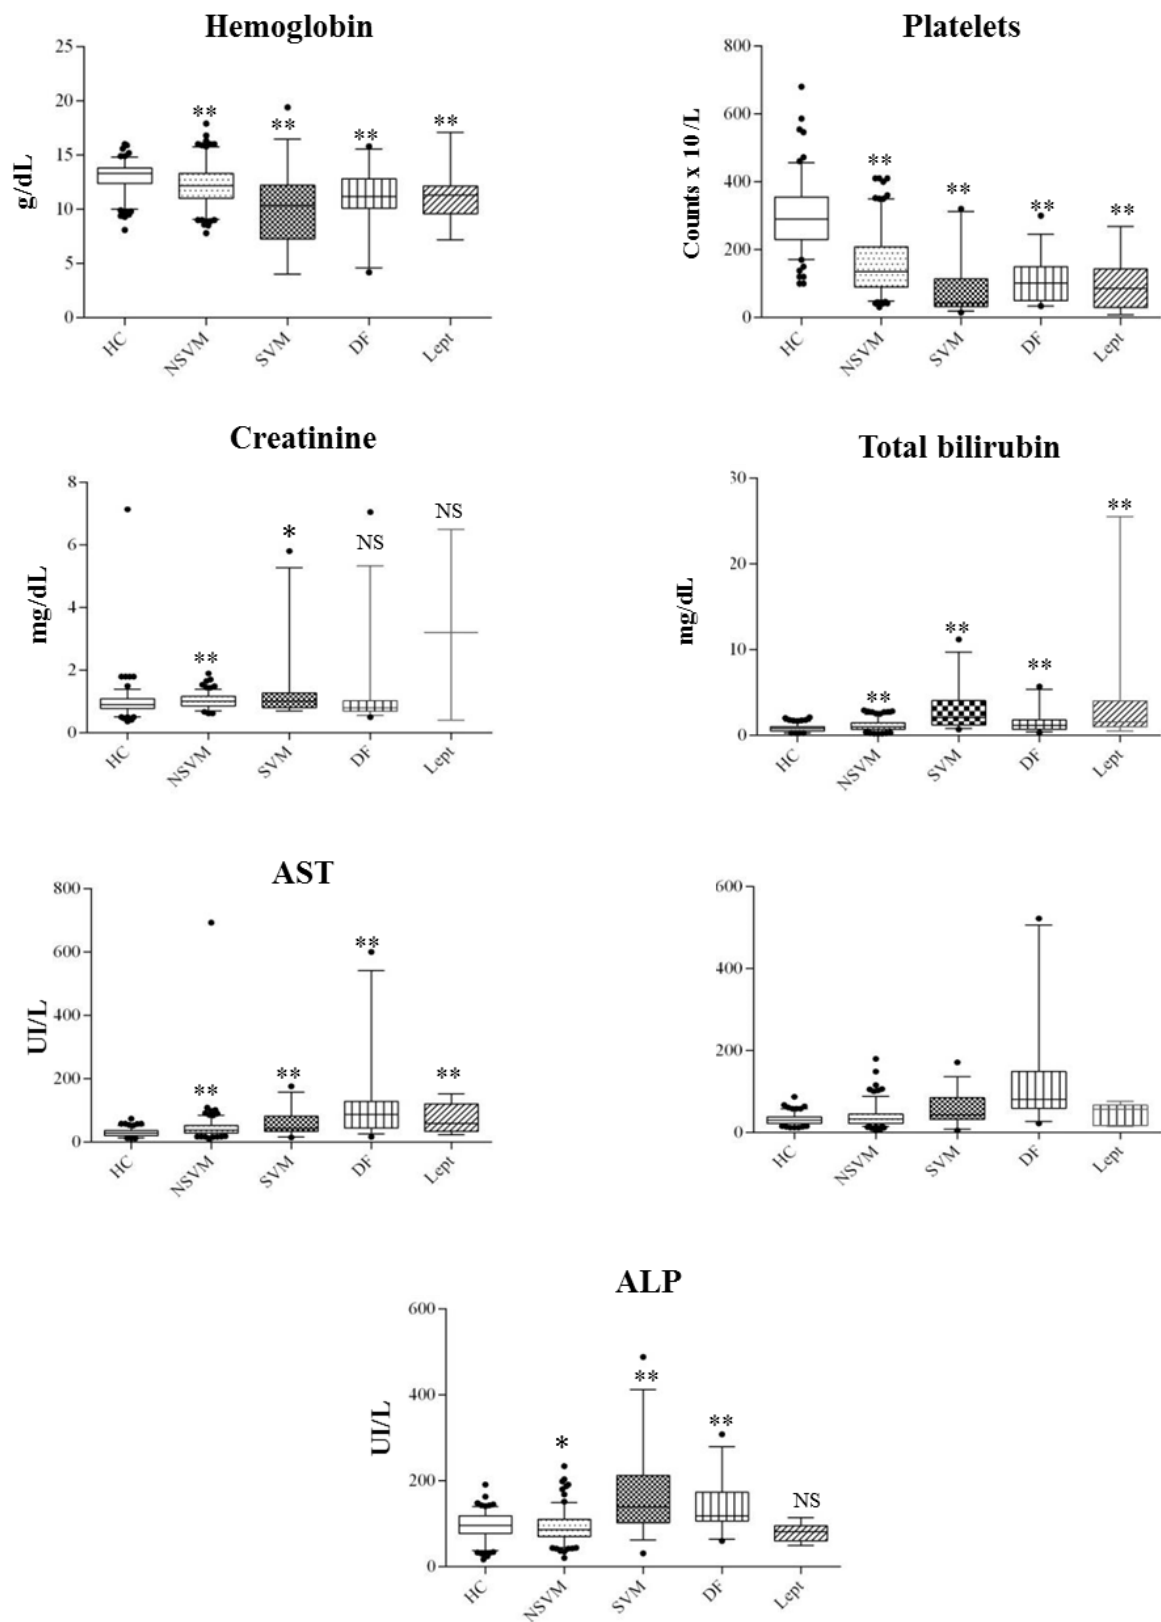 Hemoglobin
25
20
15
10
5
0
g/dL
**
**
**
**
HC
NSVM
SVM
DF
Lept
Platelets
800
600
400
200
0
Counts x 10 /L
**
**
**
**
HC
NSVM
SVM
DF
Lept
Creatinine
8
6
4
2
0
mg/dL
**
*
NS
NS
HC
NSVM
SVM
DF
Lept
Total bilirubin
30
20
10
0
mg/dL
**
**
**
**
HC
NSVM
SVM
DF
Lept
AST
800
600
400
200
0
UI/L
**
**
**
**
HC
NSVM
SVM
DF
Lept
600
400
200
0
HC
NSVM
SVM
DF
Lept
ALP
600
400
200
0
UI/L
*
**
**
NS
HC
NSVM
SVM
DF
Lept